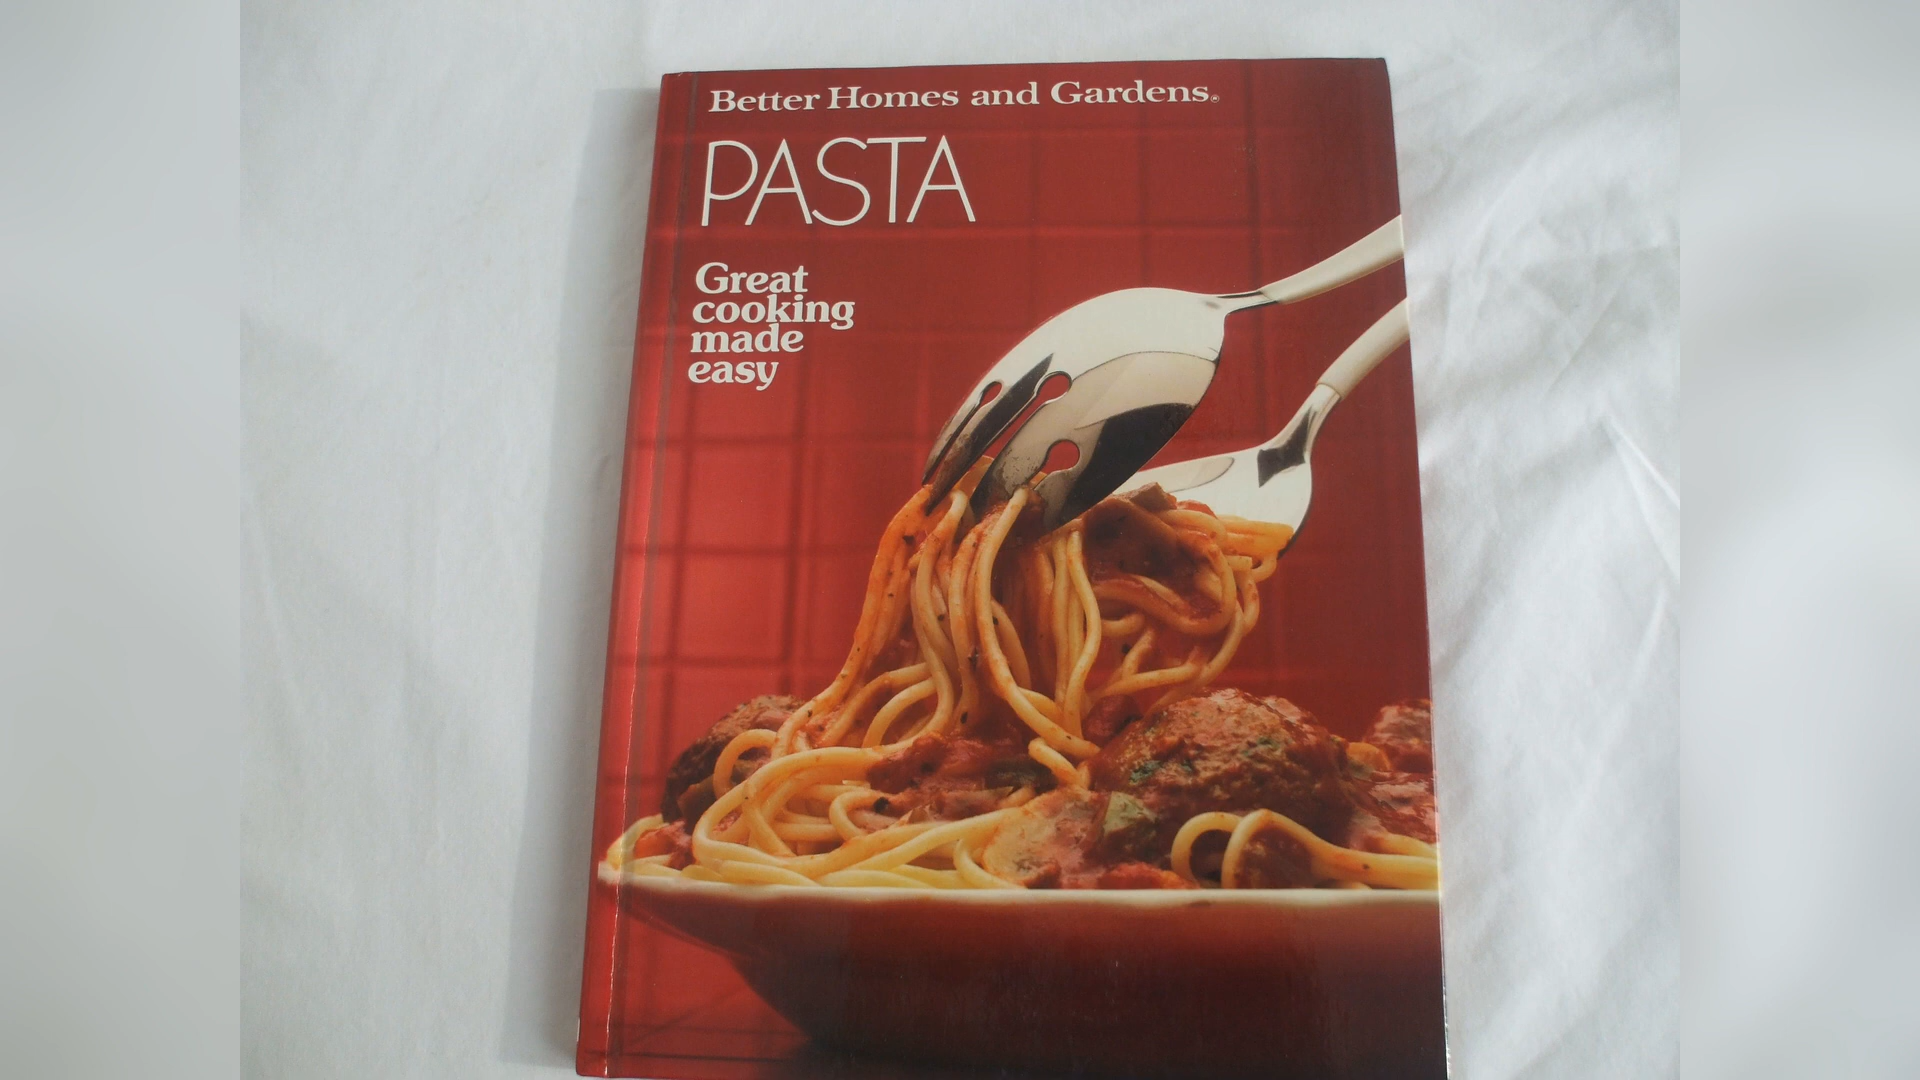 Better Homes and Gardens®
PASTA
Great
cooking
made
easy